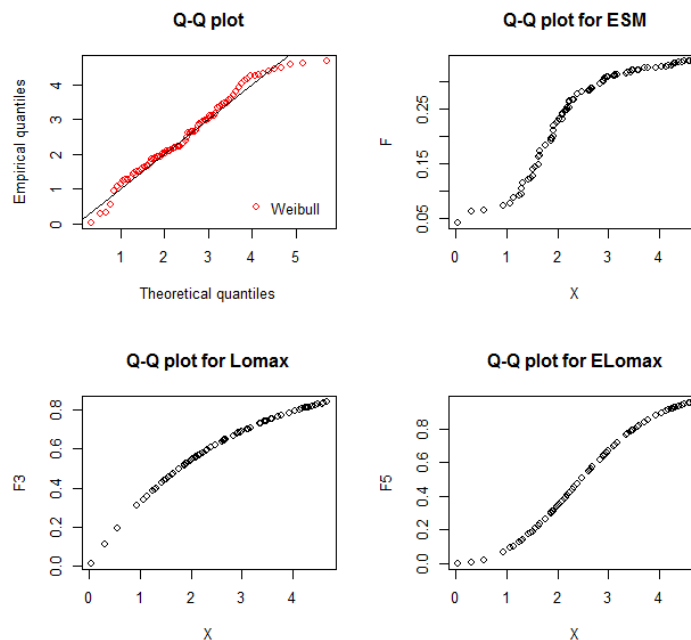 Q-Q plot
Empirical quantiles
0 1 2 3 4
1 2 3 4 5
Weibull
Theoretical quantiles
Q-Q plot for ESM
F
0.05 0.15 0.25
0 1 2 3 4
X
Q-Q plot for Lomax
F3
0.0 0.2 0.4 0.6 0.8
0 1 2 3 4
X
Q-Q plot for ELomax
F5
0.0 0.2 0.4 0.6 0.8
0 1 2 3 4
X